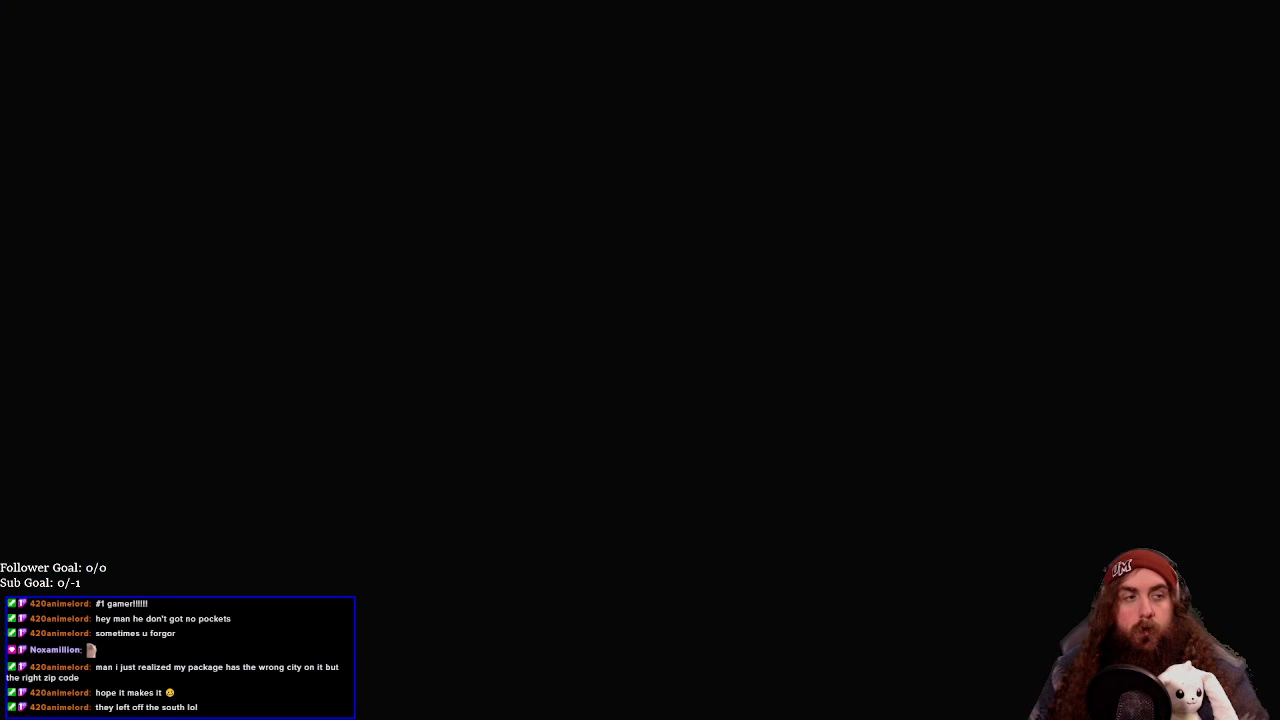 Follower Goal: 0/0
Sub Goal: 0/-1
420animelord: #1 gamer!!!!!!
420animelord: hey man he don't got no pockets
420animelord: sometimes u forgor
Noxamillion:
420animelord: man i just realized my package has the wrong city on it but
the right zip code
420animelord: hope it makes it 🥲
420animelord: they left off the south lol